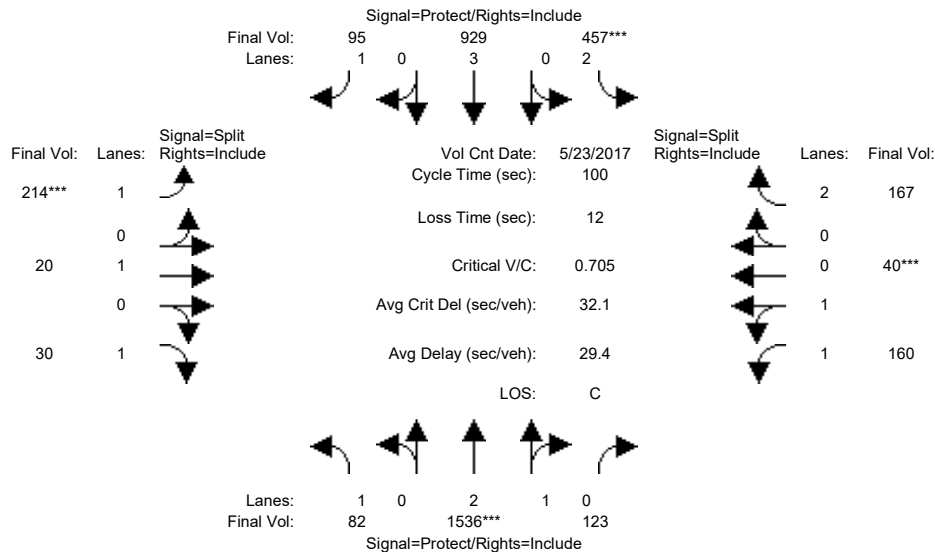 Signal=Protect/Rights=Include
Final Vol: 95 929 457***
Lanes: 1 0 3 0 2
Signal=Split
Final Vol: Lanes: Rights=Include
Vol Cnt Date: 5/23/2017
Signal=Split
Rights=Include Lanes: Final Vol:
Cycle Time (sec): 100
214*** 1 2 167
Loss Time (sec): 12
0 0
20 1 Critical V/C: 0.705 0 40***
0 Avg Crit Del (sec/veh): 32.1 1
30 1 Avg Delay (sec/veh): 29.4 1 160
LOS: C
Lanes: 1 0 2 1 0
Final Vol: 82 1536*** 123
Signal=Protect/Rights=Include